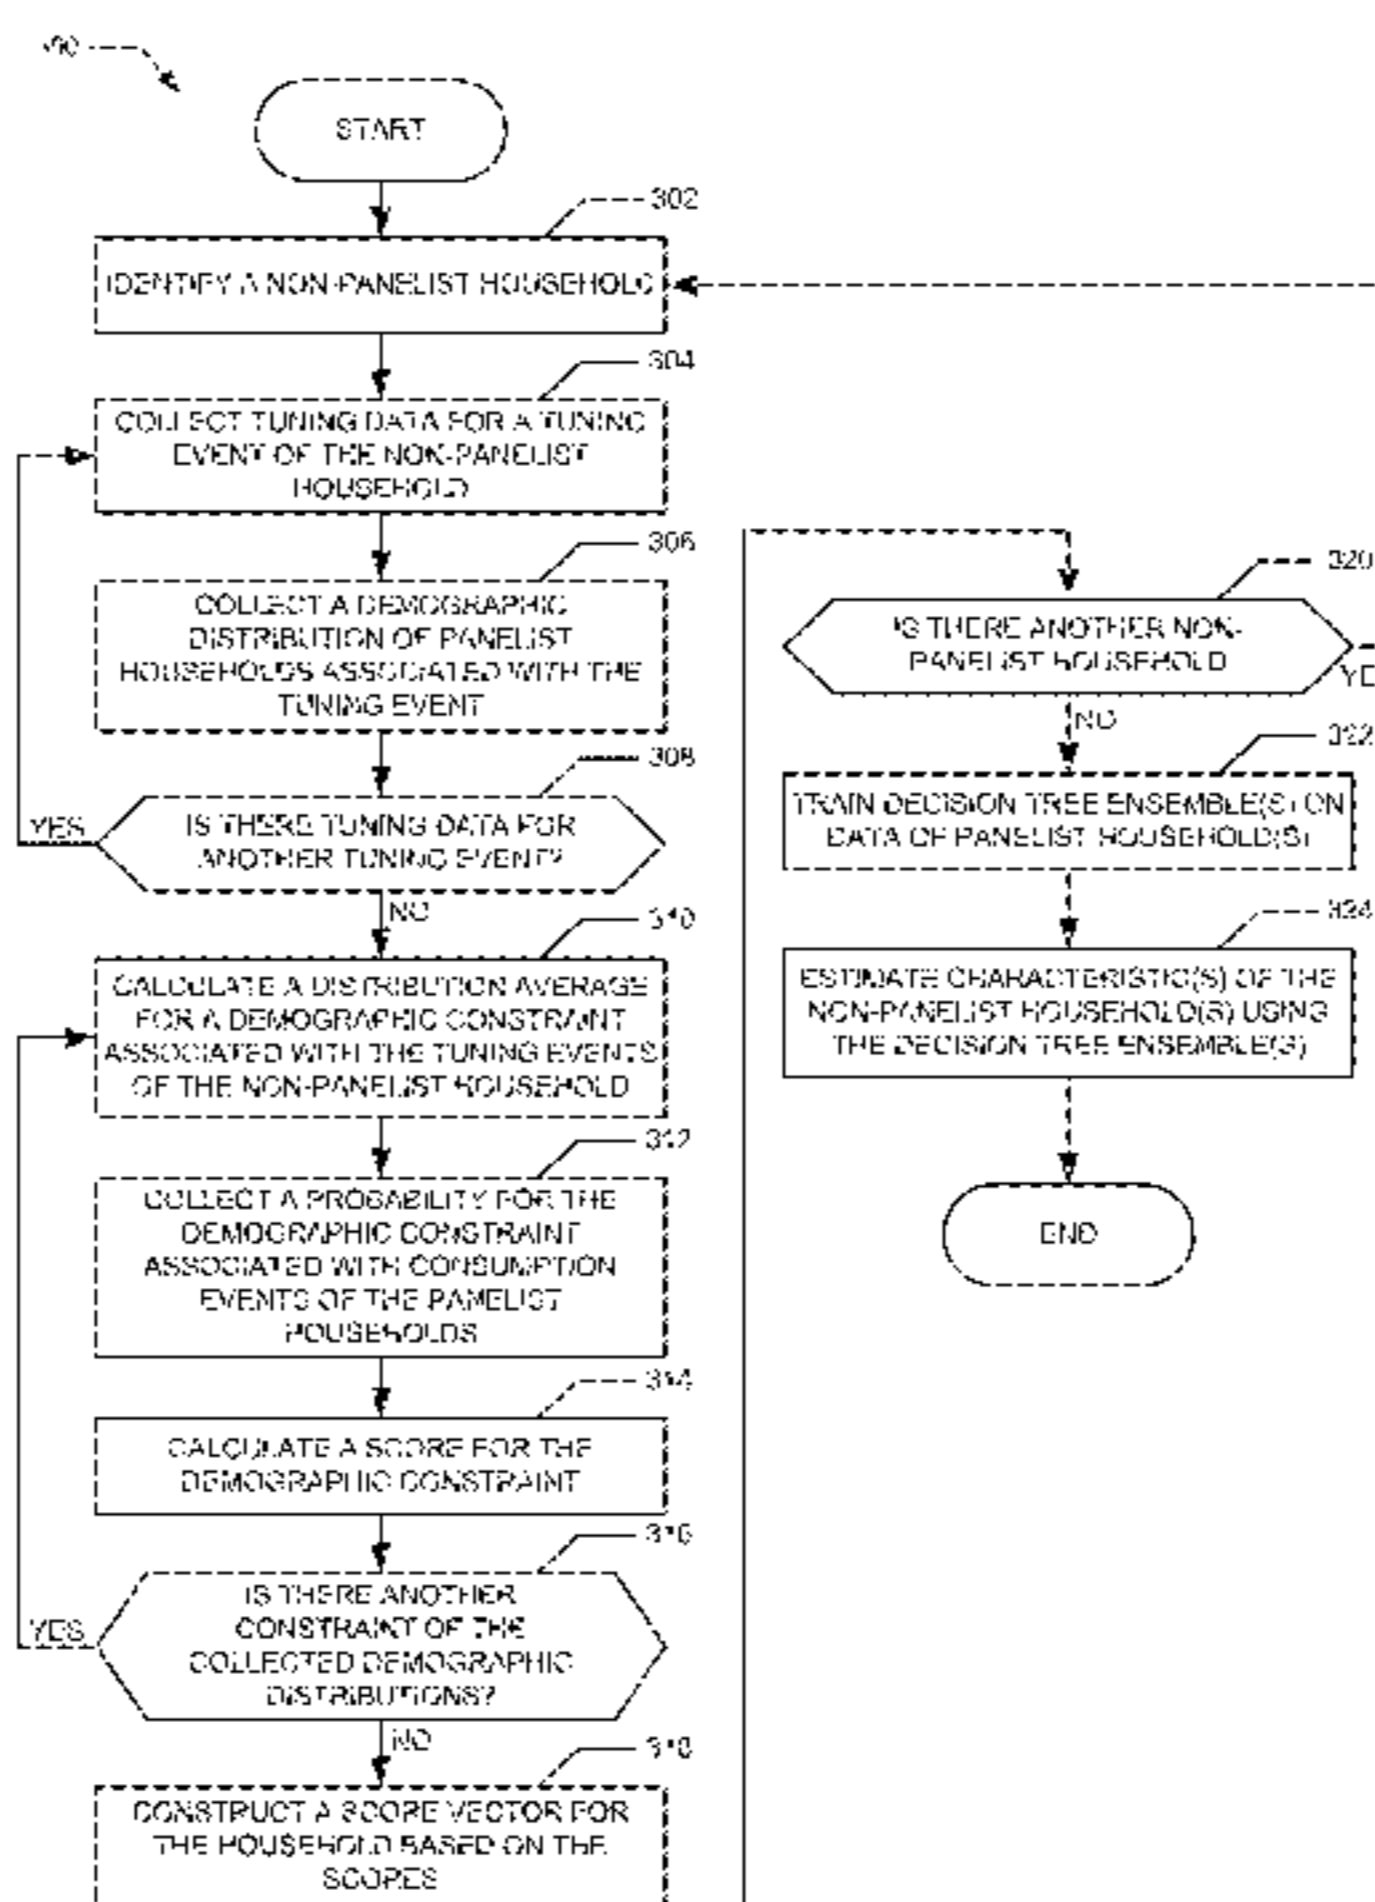 START
302
IDENTIFY A NON-PANELIST HOUSEHOLD
304
COLLECT TUNING DATA FOR A TUNING
EVENT OF THE NON-PANELIST
HOUSEHOLD
306
COLLECT A DEMOGRAPHIC
DISTRIBUTION OF PANELIST
HOUSEHOLDS ASSOCIATED WITH THE
TUNING EVENT
308
IS THERE TUNING DATA FOR
ANOTHER TUNING EVENT?
YES
NO
310
CALCULATE A DISTRIBUTION AVERAGE
FOR A DEMOGRAPHIC CONSTRAINT
ASSOCIATED WITH THE TUNING EVENTS
OF THE NON-PANELIST HOUSEHOLD
312
COLLECT A PROBABILITY FOR THE
DEMOGRAPHIC CONSTRAINT
ASSOCIATED WITH CONSUMPTION
EVENTS OF THE PANELIST
HOUSEHOLDS
314
CALCULATE A SCORE FOR THE
DEMOGRAPHIC CONSTRAINT
316
IS THERE ANOTHER
CONSTRAINT OF THE
COLLECTED DEMOGRAPHIC
DISTRIBUTIONS?
YES
NO
318
CONSTRUCT A SCORE VECTOR FOR
THE HOUSEHOLD BASED ON THE
SCORES
320
IS THERE ANOTHER NON-
PANELIST HOUSEHOLD
YE
NO
322
TRAIN DECISION TREE ENSEMBLE(S) ON
DATA OF PANELIST HOUSEHOLD(S)
324
ESTIMATE CHARACTERISTIC(S) OF THE
NON-PANELIST HOUSEHOLD(S) USING
THE DECISION TREE ENSEMBLE(S)
END